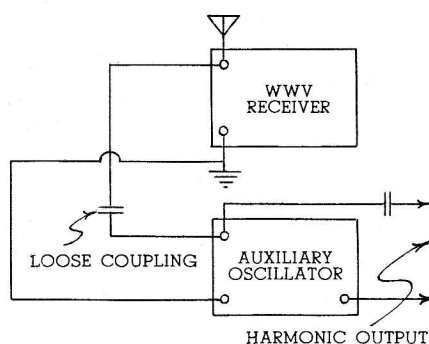 WWV
RECEIVER
LOOSE COUPLING
AUXILIARY
OSCILLATOR
HARMONIC OUTPUT